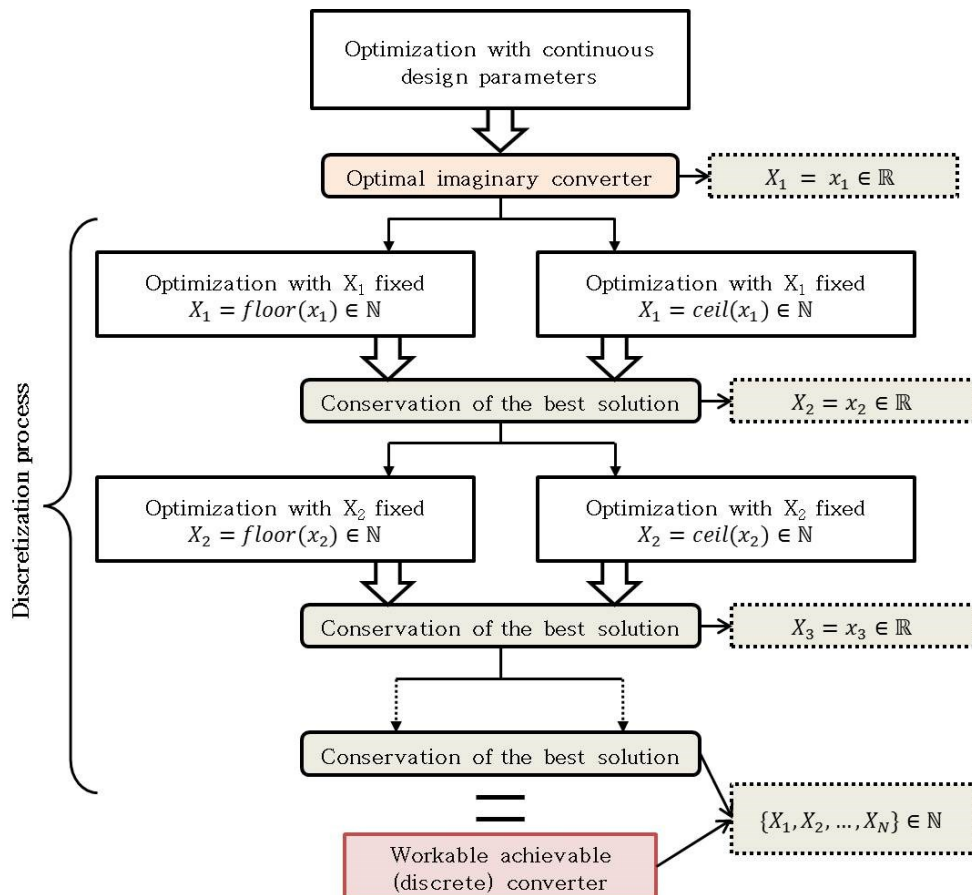 Optimization with continuous
design parameters
Optimal imaginary converter
X₁ = x₁ ∈ ℝ
Optimization with X₁ fixed
X₁ = floor(x₁) ∈ ℕ
Optimization with X₁ fixed
X₁ = ceil(x₁) ∈ ℕ
Conservation of the best solution
X₂ = x₂ ∈ ℝ
Discretization process
Optimization with X₂ fixed
X₂ = floor(x₂) ∈ ℕ
Optimization with X₂ fixed
X₂ = ceil(x₂) ∈ ℕ
Conservation of the best solution
X₃ = x₃ ∈ ℝ
Conservation of the best solution
=
{X₁, X₂, ..., X_N} ∈ ℕ
Workable achievable
(discrete) converter